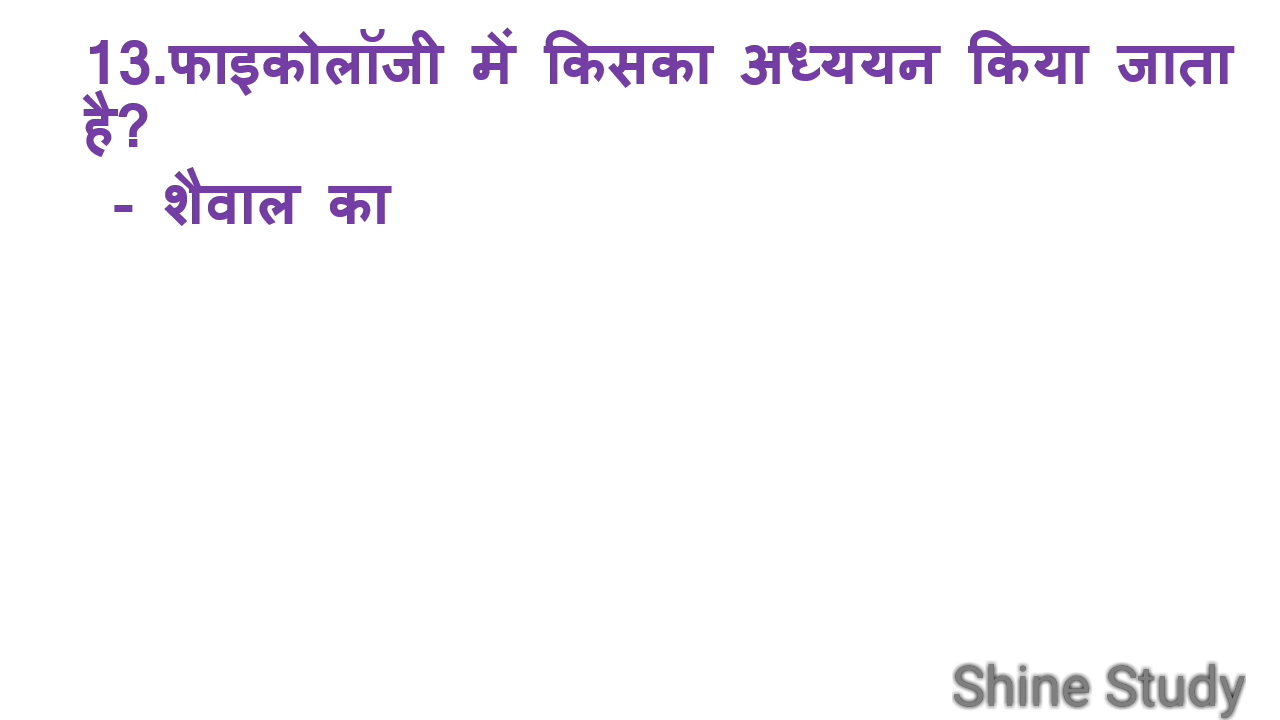 13.फाइकोलॉजी में किसका अध्ययन किया जाता
है?
- शैवाल का
Shine Study